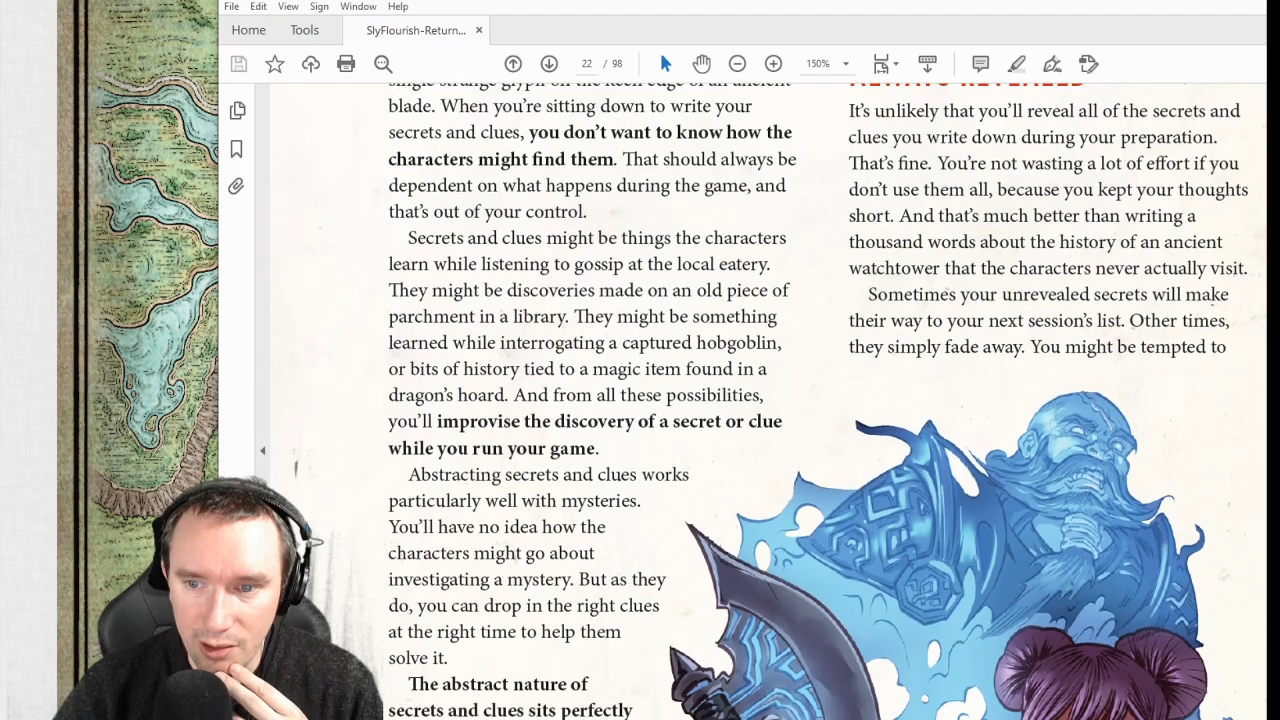 File Edit View Sign Window Help
Home Tools SlyFlourish-Return... ×
22 / 98 150%
single strange glyph on the keen edge of an ancient
blade. When you’re sitting down to write your
secrets and clues, you don’t want to know how the
characters might find them. That should always be
dependent on what happens during the game, and
that’s out of your control.
Secrets and clues might be things the characters
learn while listening to gossip at the local eatery.
They might be discoveries made on an old piece of
parchment in a library. They might be something
learned while interrogating a captured hobgoblin,
or bits of history tied to a magic item found in a
dragon’s hoard. And from all these possibilities,
you’ll improvise the discovery of a secret or clue
while you run your game.
Abstracting secrets and clues works
particularly well with mysteries.
You’ll have no idea how the
characters might go about
investigating a mystery. But as they
do, you can drop in the right clues
at the right time to help them
solve it.
The abstract nature of
secrets and clues sits perfectly
ALWAYS REVEALED
It’s unlikely that you’ll reveal all of the secrets and
clues you write down during your preparation.
That’s fine. You’re not wasting a lot of effort if you
don’t use them all, because you kept your thoughts
short. And that’s much better than writing a
thousand words about the history of an ancient
watchtower that the characters never actually visit.
Sometimes your unrevealed secrets will make
their way to your next session’s list. Other times,
they simply fade away. You might be tempted to